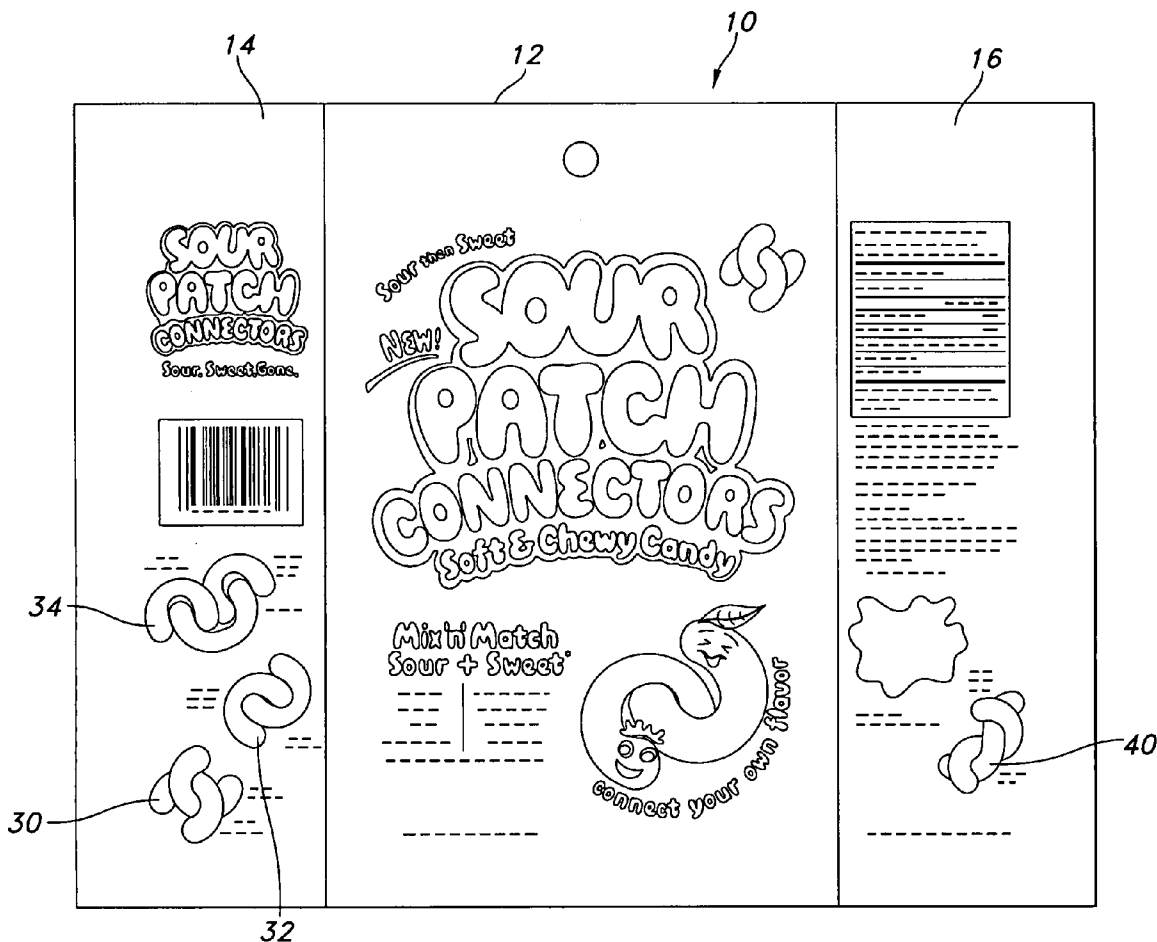 10
14
12
16
SOUR
PATCH
CONNECTORS
Sour. Sweet. Gone.
Sour then Sweet
NEW!
SOUR
PATCH
CONNECTORS
Soft & Chewy Candy
Mix 'n' Match
Sour + Sweet
connect your own flavor
34
30
32
40